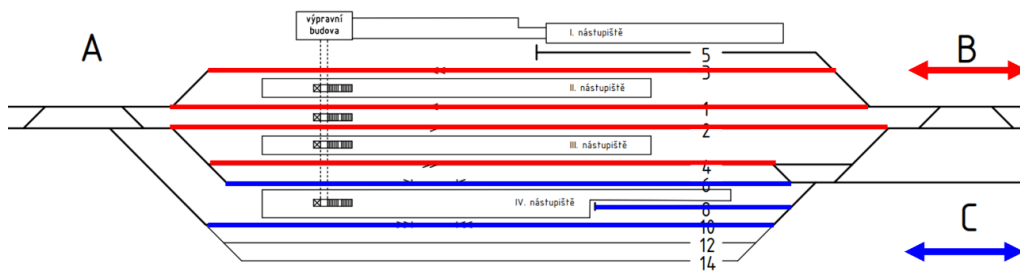 výpravní
budova
I. nástupiště
A
B
5
3
II. nástupiště
1
2
III. nástupiště
4
6
IV. nástupiště
8
10
C
12
14